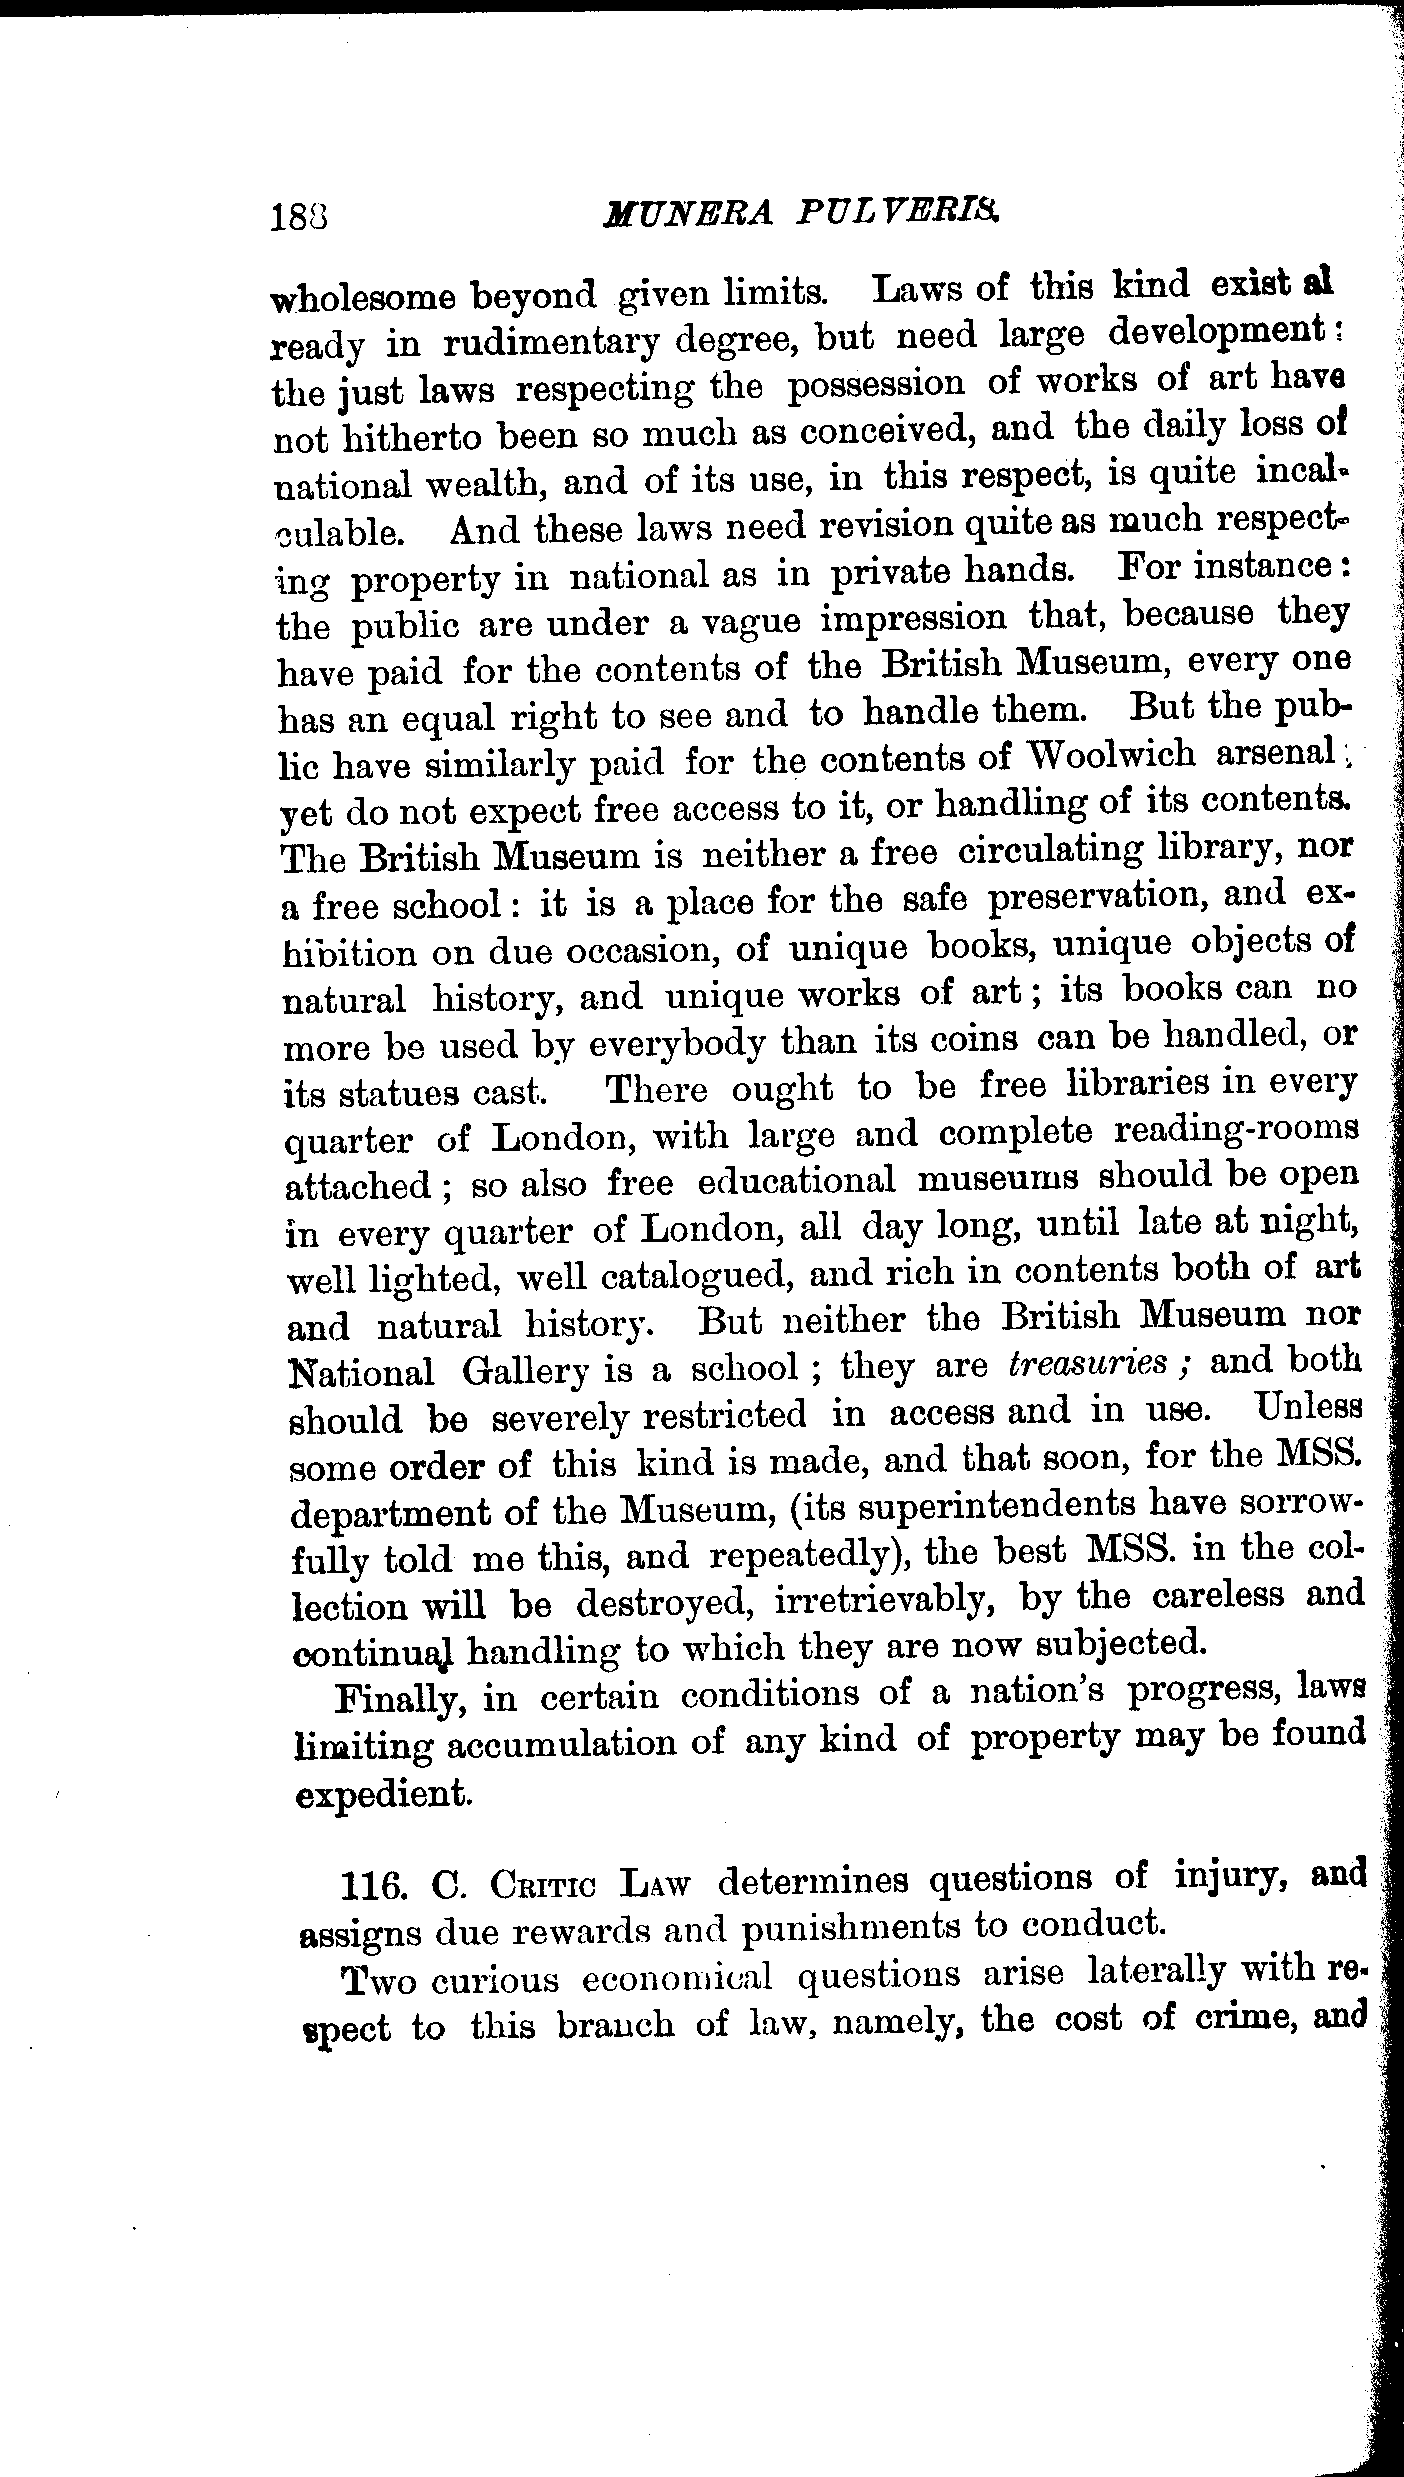 188 MUNERA PULVERIS.
wholesome beyond given limits. Laws of this kind exist al
ready in rudimentary degree, but need large development:
the just laws respecting the possession of works of art have
not hitherto been so much as conceived, and the daily loss of
national wealth, and of its use, in this respect, is quite incal-
culable. And these laws need revision quite as much respect-
ing property in national as in private hands. For instance:
the public are under a vague impression that, because they
have paid for the contents of the British Museum, every one
has an equal right to see and to handle them. But the pub-
lic have similarly paid for the contents of Woolwich arsenal;
yet do not expect free access to it, or handling of its contents.
The British Museum is neither a free circulating library, nor
a free school: it is a place for the safe preservation, and ex-
hibition on due occasion, of unique books, unique objects of
natural history, and unique works of art; its books can no
more be used by everybody than its coins can be handled, or
its statues cast. There ought to be free libraries in every
quarter of London, with large and complete reading-rooms
attached; so also free educational museums should be open
in every quarter of London, all day long, until late at night,
well lighted, well catalogued, and rich in contents both of art
and natural history. But neither the British Museum nor
National Gallery is a school; they are treasuries; and both
should be severely restricted in access and in use. Unless
some order of this kind is made, and that soon, for the MSS.
department of the Museum, (its superintendents have sorrow-
fully told me this, and repeatedly), the best MSS. in the col-
lection will be destroyed, irretrievably, by the careless and
continual handling to which they are now subjected.
Finally, in certain conditions of a nation's progress, laws
limiting accumulation of any kind of property may be found
expedient.
116. C. CRITIC LAW determines questions of injury, and
assigns due rewards and punishments to conduct.
Two curious economical questions arise laterally with re-
spect to this branch of law, namely, the cost of crime, and